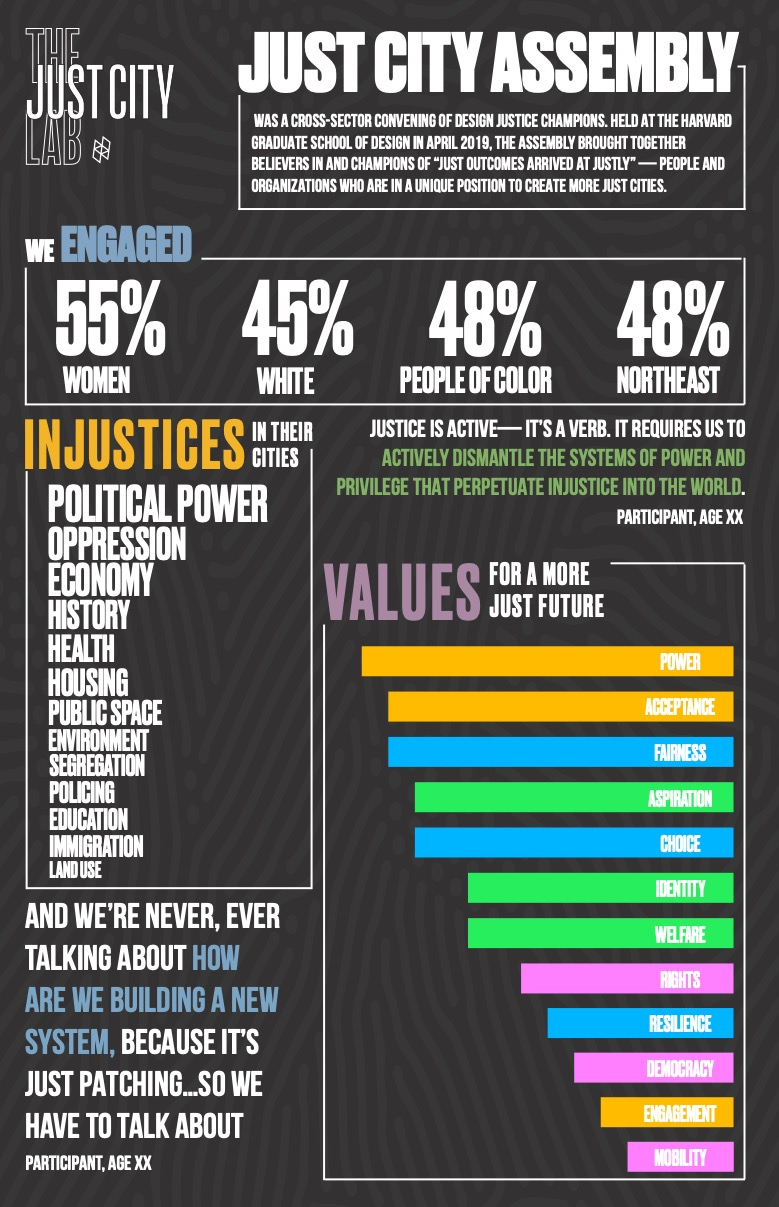 THE
JUST CITY
LAB
JUST CITY ASSEMBLY
WAS A CROSS-SECTOR CONVENING OF DESIGN JUSTICE CHAMPIONS. HELD AT THE HARVARD
GRADUATE SCHOOL OF DESIGN IN APRIL 2019, THE ASSEMBLY BROUGHT TOGETHER
BELIEVERS IN AND CHAMPIONS OF “JUST OUTCOMES ARRIVED AT JUSTLY” — PEOPLE AND
ORGANIZATIONS WHO ARE IN A UNIQUE POSITION TO CREATE MORE JUST CITIES.
WE ENGAGED
55%
WOMEN
45%
WHITE
48%
PEOPLE OF COLOR
48%
NORTHEAST
INJUSTICES IN THEIR
CITIES
POLITICAL POWER
OPPRESSION
ECONOMY
HISTORY
HEALTH
HOUSING
PUBLIC SPACE
ENVIRONMENT
SEGREGATION
POLICING
EDUCATION
IMMIGRATION
LAND USE
AND WE’RE NEVER, EVER
TALKING ABOUT HOW
ARE WE BUILDING A NEW
SYSTEM, BECAUSE IT’S
JUST PATCHING...SO WE
HAVE TO TALK ABOUT
PARTICIPANT, AGE XX
JUSTICE IS ACTIVE— IT’S A VERB. IT REQUIRES US TO
ACTIVELY DISMANTLE THE SYSTEMS OF POWER AND
PRIVILEGE THAT PERPETUATE INJUSTICE INTO THE WORLD.
PARTICIPANT, AGE XX
VALUES FOR A MORE
JUST FUTURE
POWER
ACCEPTANCE
FAIRNESS
ASPIRATION
CHOICE
IDENTITY
WELFARE
RIGHTS
RESILIENCE
DEMOCRACY
ENGAGEMENT
MOBILITY